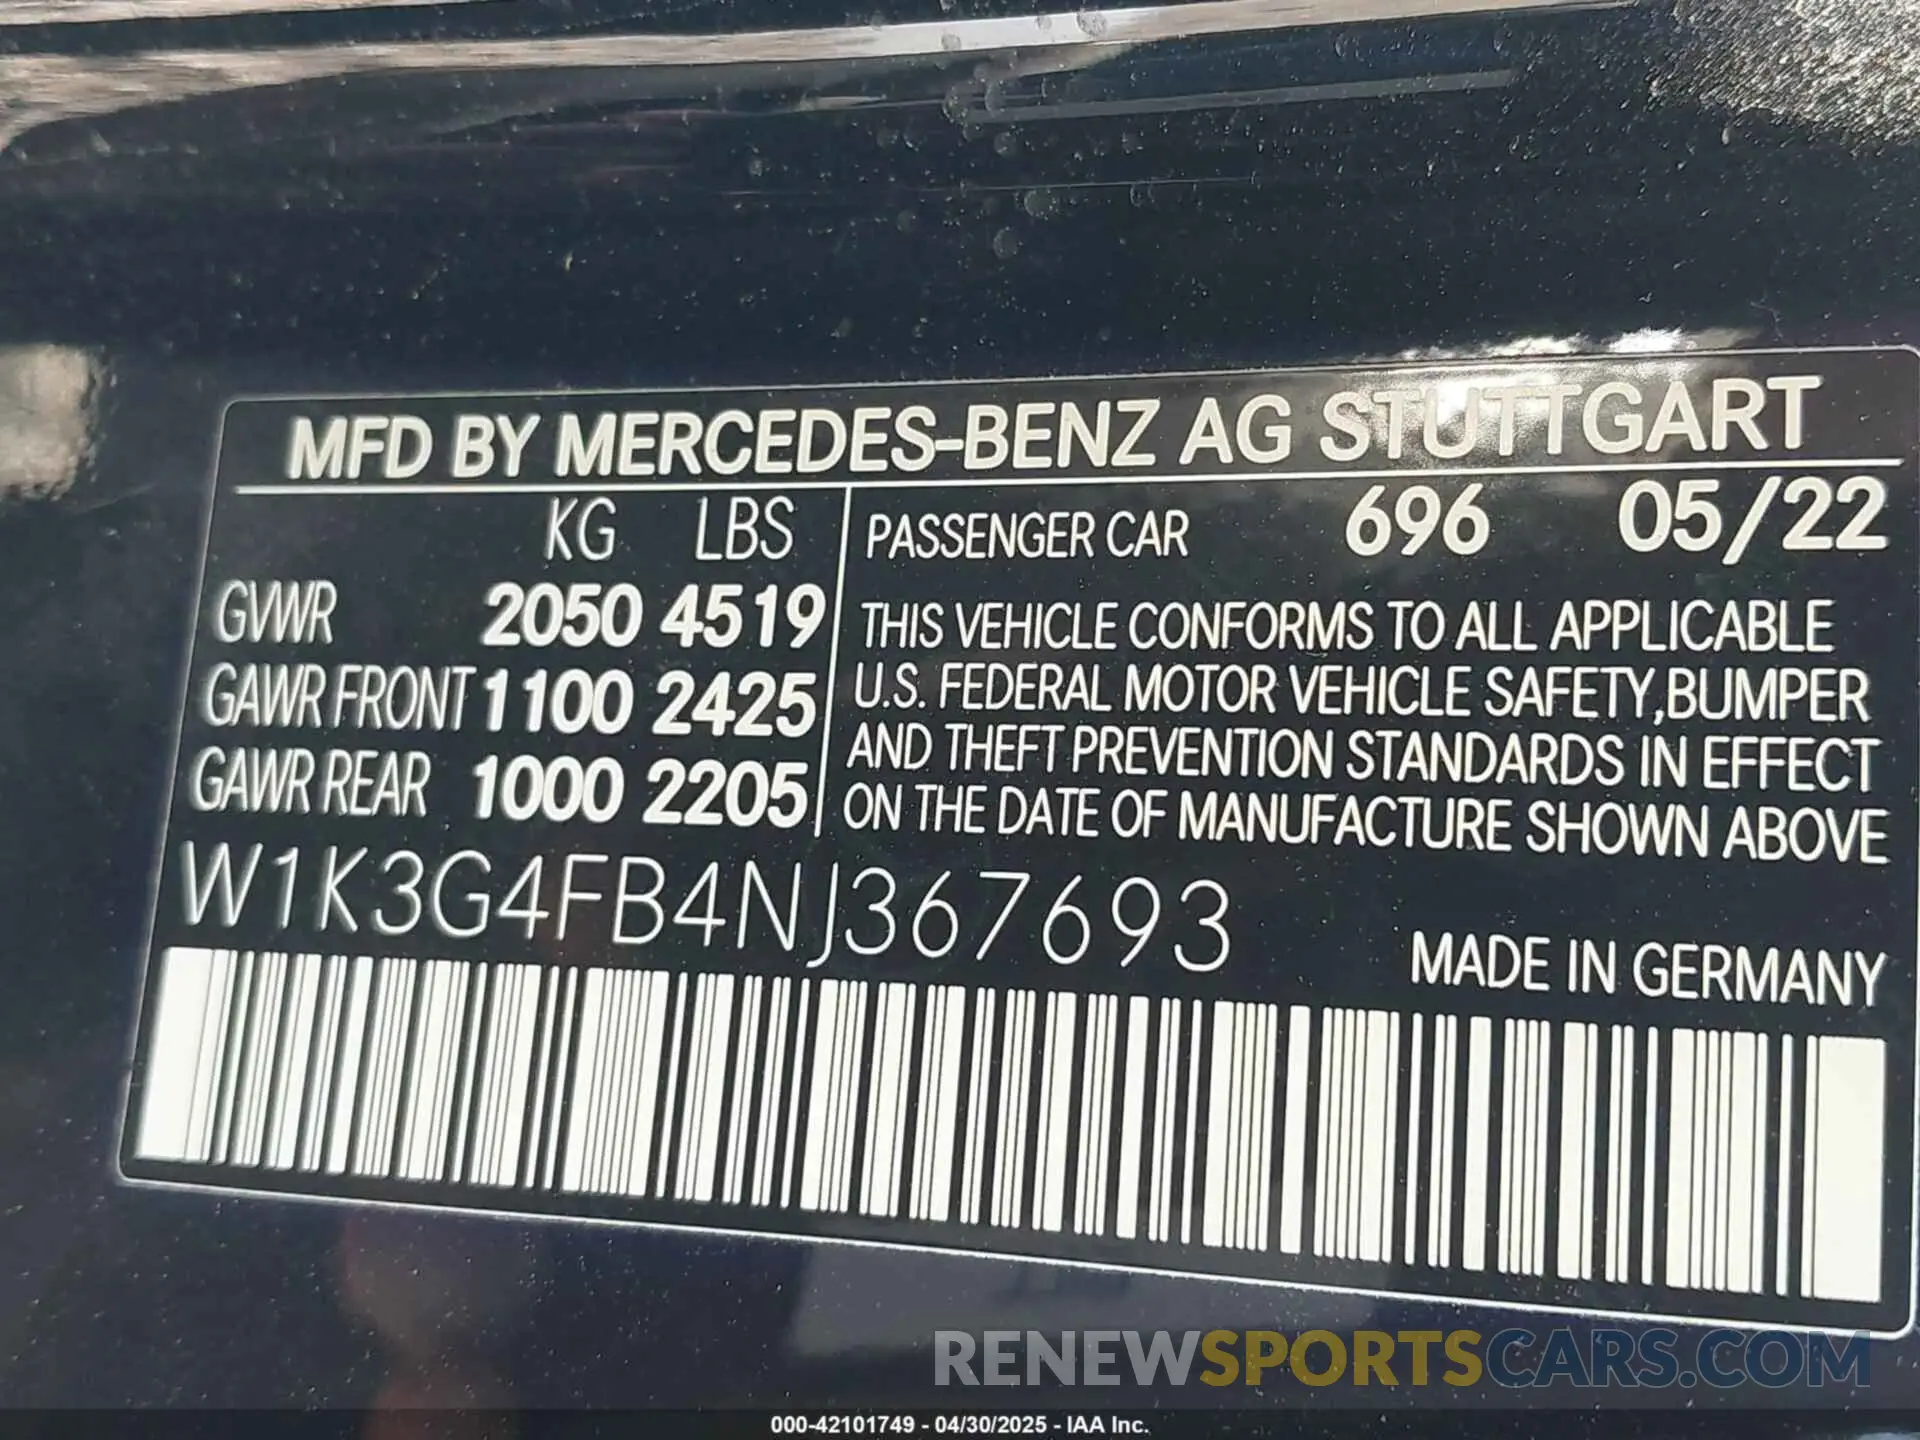 MFD BY MERCEDES-BENZ AG STUTTGART
KG LBS
GVWR 2050 4519
GAWR FRONT 1100 2425
GAWR REAR 1000 2205
PASSENGER CAR 696 05/22
THIS VEHICLE CONFORMS TO ALL APPLICABLE
U.S. FEDERAL MOTOR VEHICLE SAFETY,BUMPER
AND THEFT PREVENTION STANDARDS IN EFFECT
ON THE DATE OF MANUFACTURE SHOWN ABOVE
W1K3G4FB4NJ367693
MADE IN GERMANY
RENEWSPORTSCARS.COM
000-42101749 - 04/30/2025 - IAA Inc.